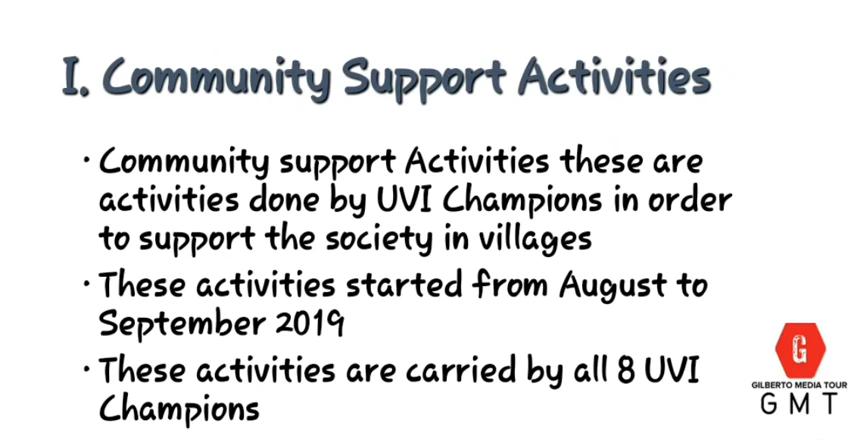 I. Community Support Activities
• Community support Activities these are
activities done by UVI Champions in order
to support the society in villages
• These activities started from August to
September 2019
• These activities are carried by all 8 UVI
Champions
G
GILBERTO MEDIA TOUR
GMT